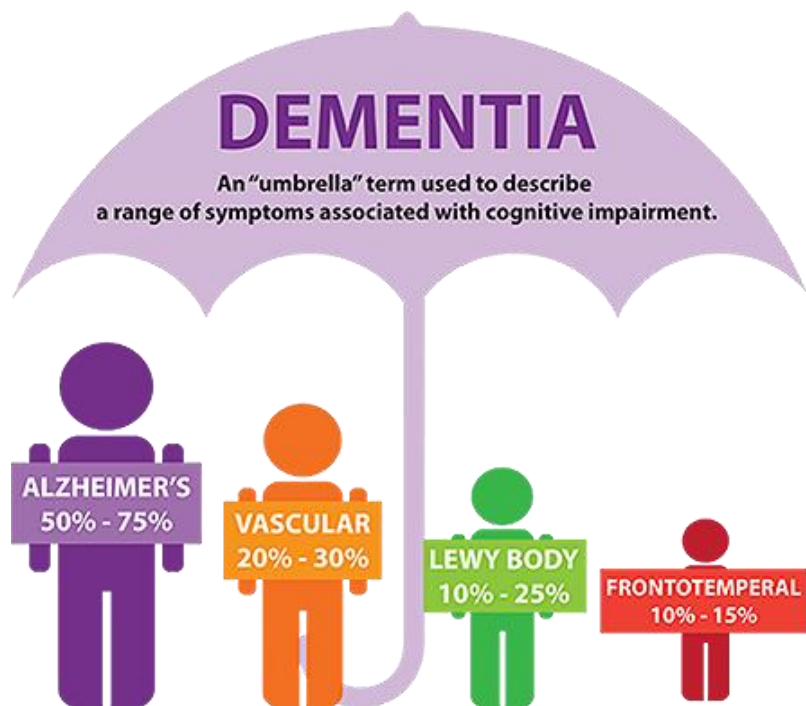 DEMENTIA
An "umbrella" term used to describe
a range of symptoms associated with cognitive impairment.
ALZHEIMER'S
50% - 75%
VASCULAR
20% - 30%
LEWY BODY
10% - 25%
FRONTOTEMPERAL
10% - 15%